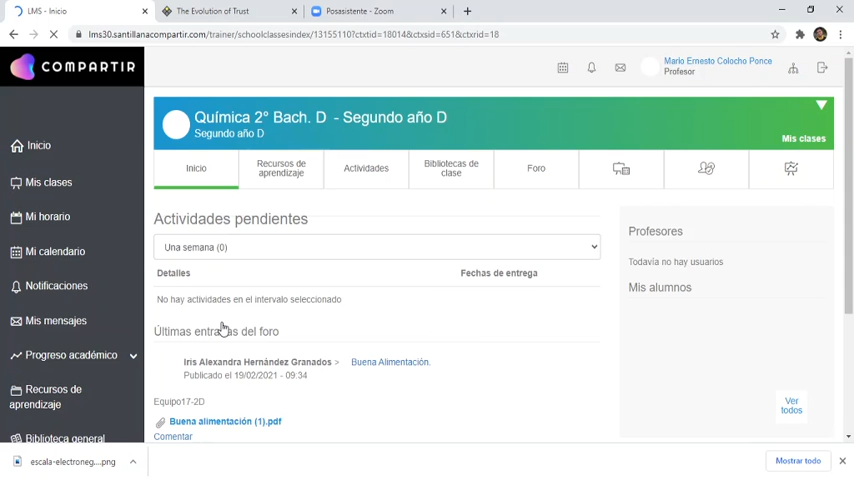 LMS - Inicio
The Evolution of Trust
Posasistente - Zoom
lms30.santillanacompartir.com/trainer/schoolclassesindex/13155110?ctxtid=18014&ctxsid=651&ctxrid=18
COMPARTIR
Mario Ernesto Colocho Ponce
Profesor
Química 2° Bach. D - Segundo año D
Segundo año D
Mis clases
Inicio
Mis clases
Mi horario
Mi calendario
Notificaciones
Mis mensajes
Progreso académico
Recursos de
aprendizaje
Biblioteca general
Inicio
Recursos de
aprendizaje
Actividades
Bibliotecas de
clase
Foro
Actividades pendientes
Una semana (0)
Detalles
Fechas de entrega
No hay actividades en el intervalo seleccionado
Últimas entradas del foro
Iris Alexandra Hernández Granados > Buena Alimentación.
Publicado el 19/02/2021 - 09:34
Equipo17-2D
Buena alimentación (1).pdf
Comentar
Profesores
Todavía no hay usuarios
Mis alumnos
Ver
todos
escala-electroneg....png
Mostrar todo